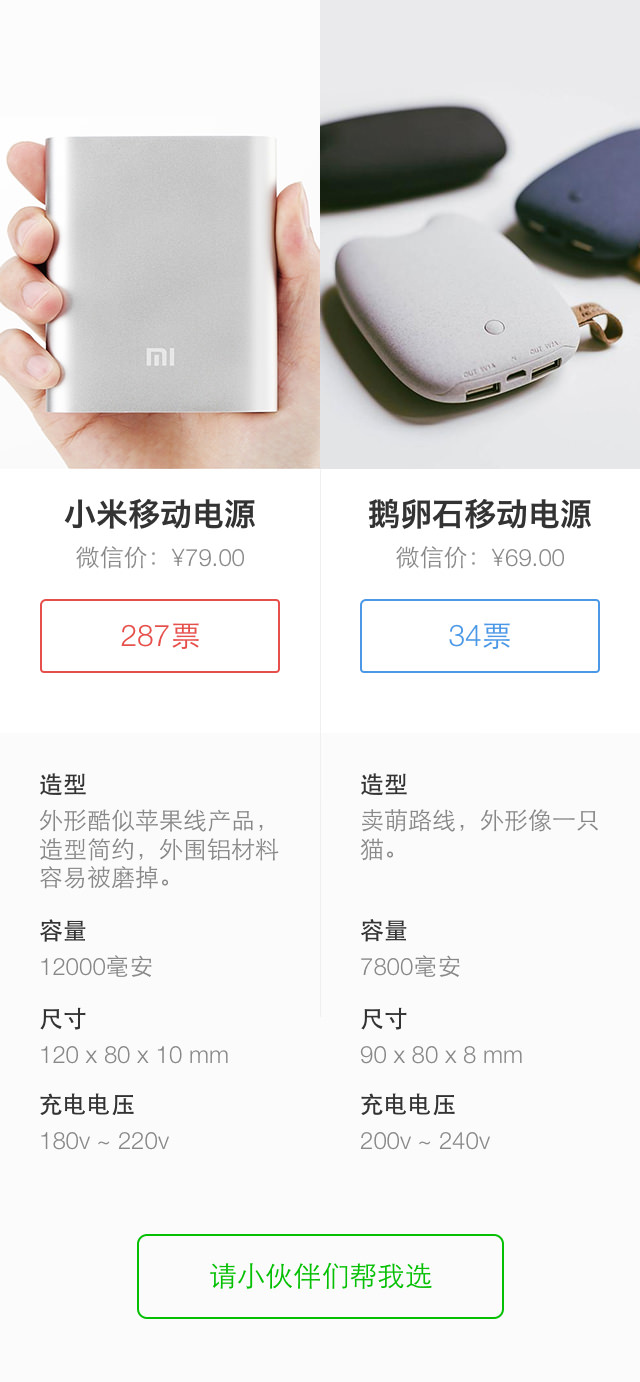 mi
OUT
小米移动电源
微信价：¥79.00
287票
造型
外形酷似苹果线产品，
造型简约，外围铝材料
容易被磨掉。
容量
12000毫安
尺寸
120 x 80 x 10 mm
充电电压
180v ~ 220v
鹅卵石移动电源
微信价：¥69.00
34票
造型
卖萌路线，外形像一只
猫。
容量
7800毫安
尺寸
90 x 80 x 8 mm
充电电压
200v ~ 240v
请小伙伴们帮我选